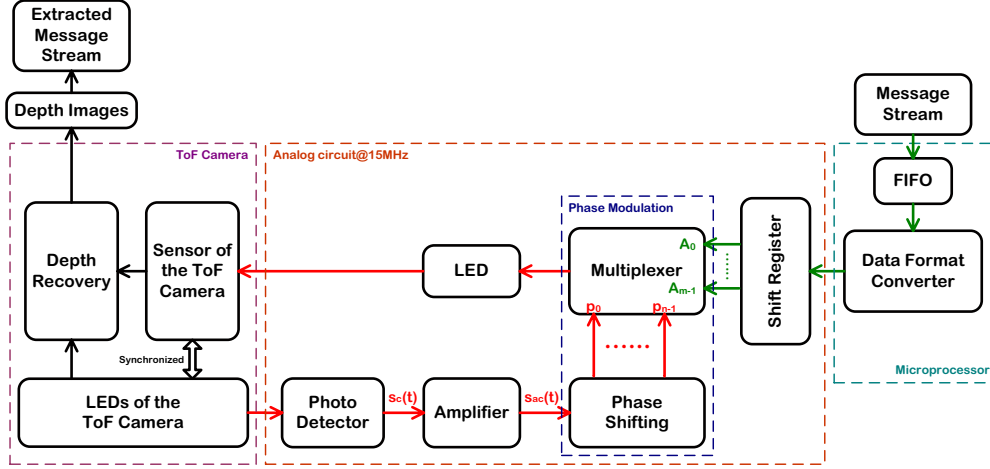 Extracted
Message
Stream
Depth Images
ToF Camera
Depth
Recovery
Sensor of
the ToF
Camera
Synchronized
LEDs of the
ToF Camera
Analog circuit@15MHz
LED
Photo
Detector
sc(t)
Amplifier
sac(t)
Phase Modulation
Multiplexer
A0
......
Am-1
p0
pn-1
......
Phase
Shifting
Shift Register
Message
Stream
FIFO
Data Format
Converter
Microprocessor